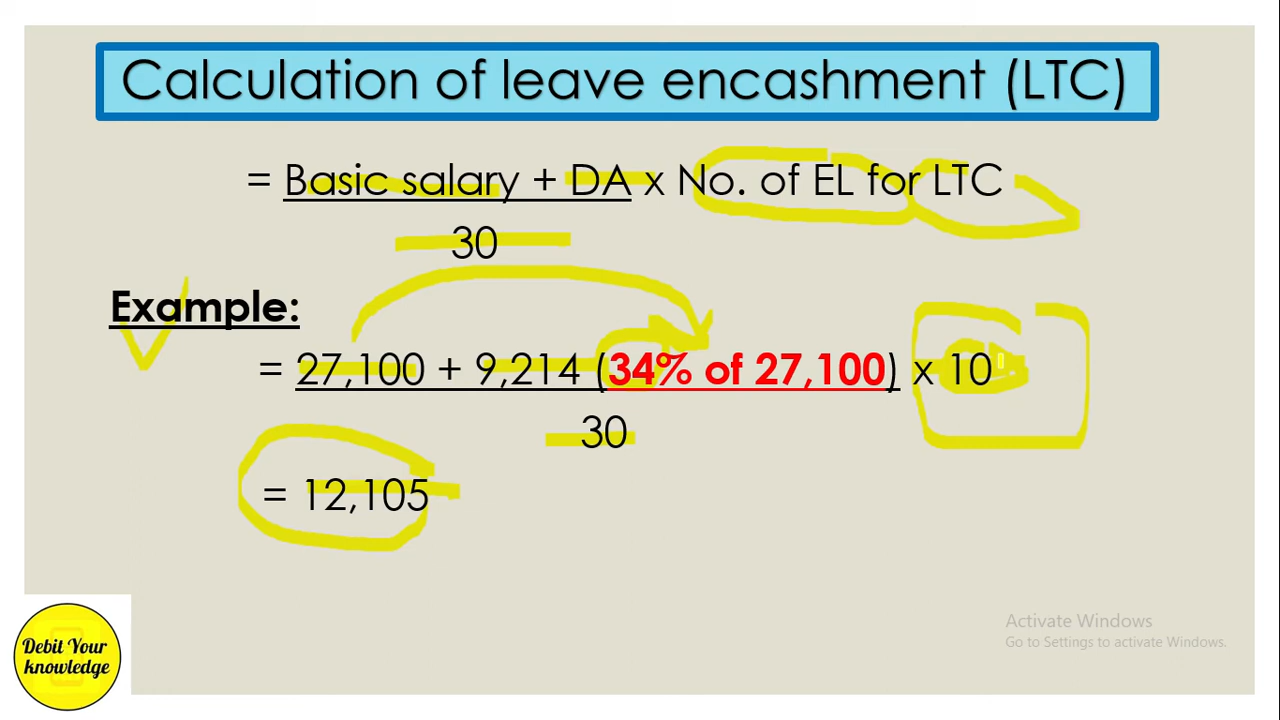 Calculation of leave encashment (LTC)
= Basic salary + DA x No. of EL for LTC
30
Example:
= 27,100 + 9,214 (34% of 27,100) x 10
30
= 12,105
Debit Your
knowledge
Activate Windows
Go to Settings to activate Windows.